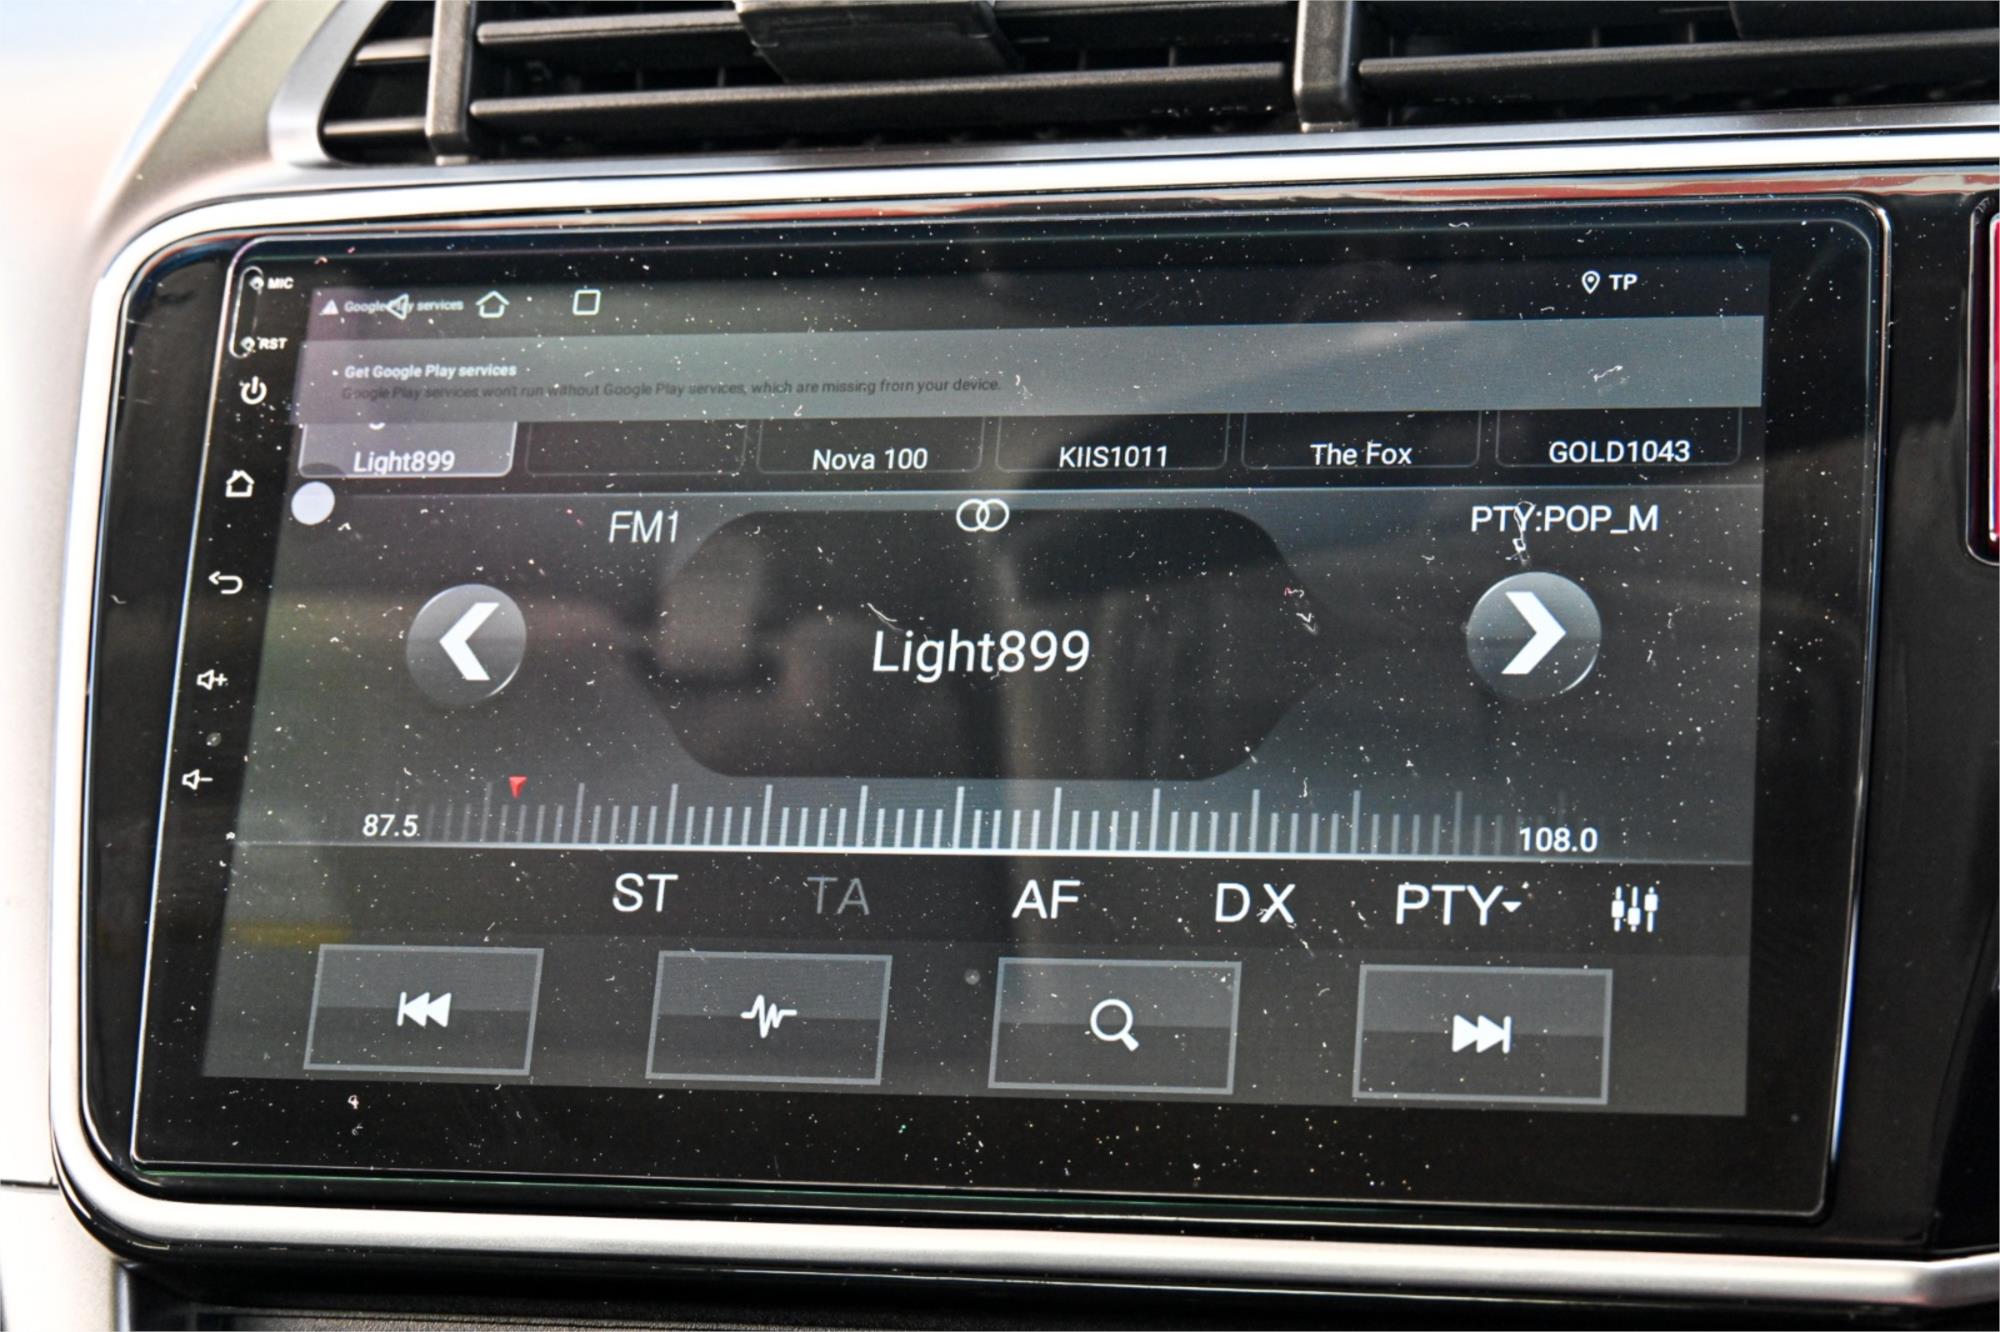 MIC
Google Play services
TP
RST
Get Google Play services
Google Play services won't run without Google Play services, which are missing from your device.
Light899
Nova 100
KIIS1011
The Fox
GOLD1043
FM1
PTY:POP_M
Light899
87.5
108.0
ST
TA
AF
DX
PTY